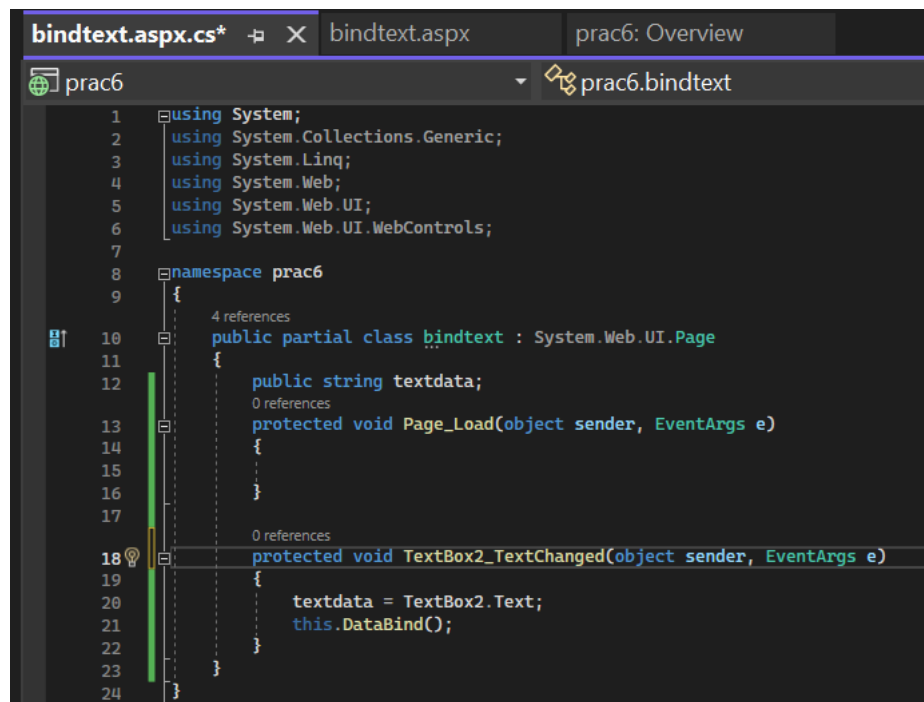 bindtext.aspx.cs* bindtext.aspx prac6: Overview
prac6 prac6.bindtext
1 using System;
2 using System.Collections.Generic;
3 using System.Linq;
4 using System.Web;
5 using System.Web.UI;
6 using System.Web.UI.WebControls;
7
8 namespace prac6
9 {
4 references
10 public partial class bindtext : System.Web.UI.Page
11 {
12 public string textdata;
0 references
13 protected void Page_Load(object sender, EventArgs e)
14 {
15
16 }
17
0 references
18 protected void TextBox2_TextChanged(object sender, EventArgs e)
19 {
20 textdata = TextBox2.Text;
21 this.DataBind();
22 }
23 }
24 }